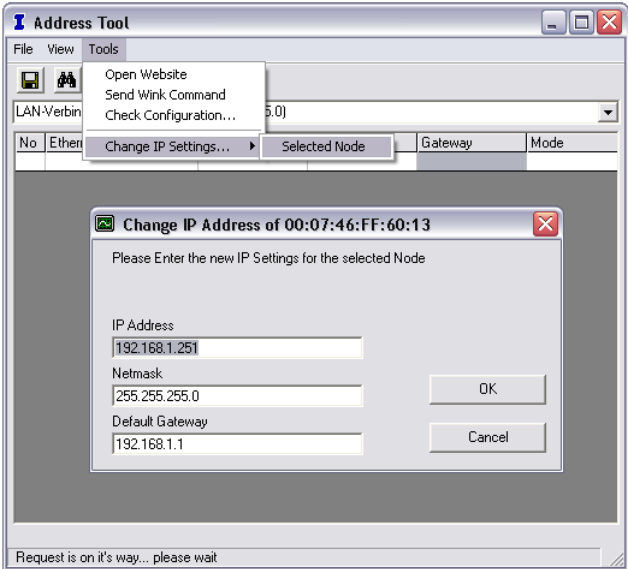 Address Tool
File View Tools
Open Website
Send Wink Command
Check Configuration...
Change IP Settings...
Selected Node
LAN-Verbin
5.0)
No Ethern Gateway Mode
Change IP Address of 00:07:46:FF:60:13
Please Enter the new IP Settings for the selected Node
IP Address
192.168.1.251
Netmask
255.255.255.0
OK
Default Gateway
192.168.1.1
Cancel
Request is on it's way... please wait